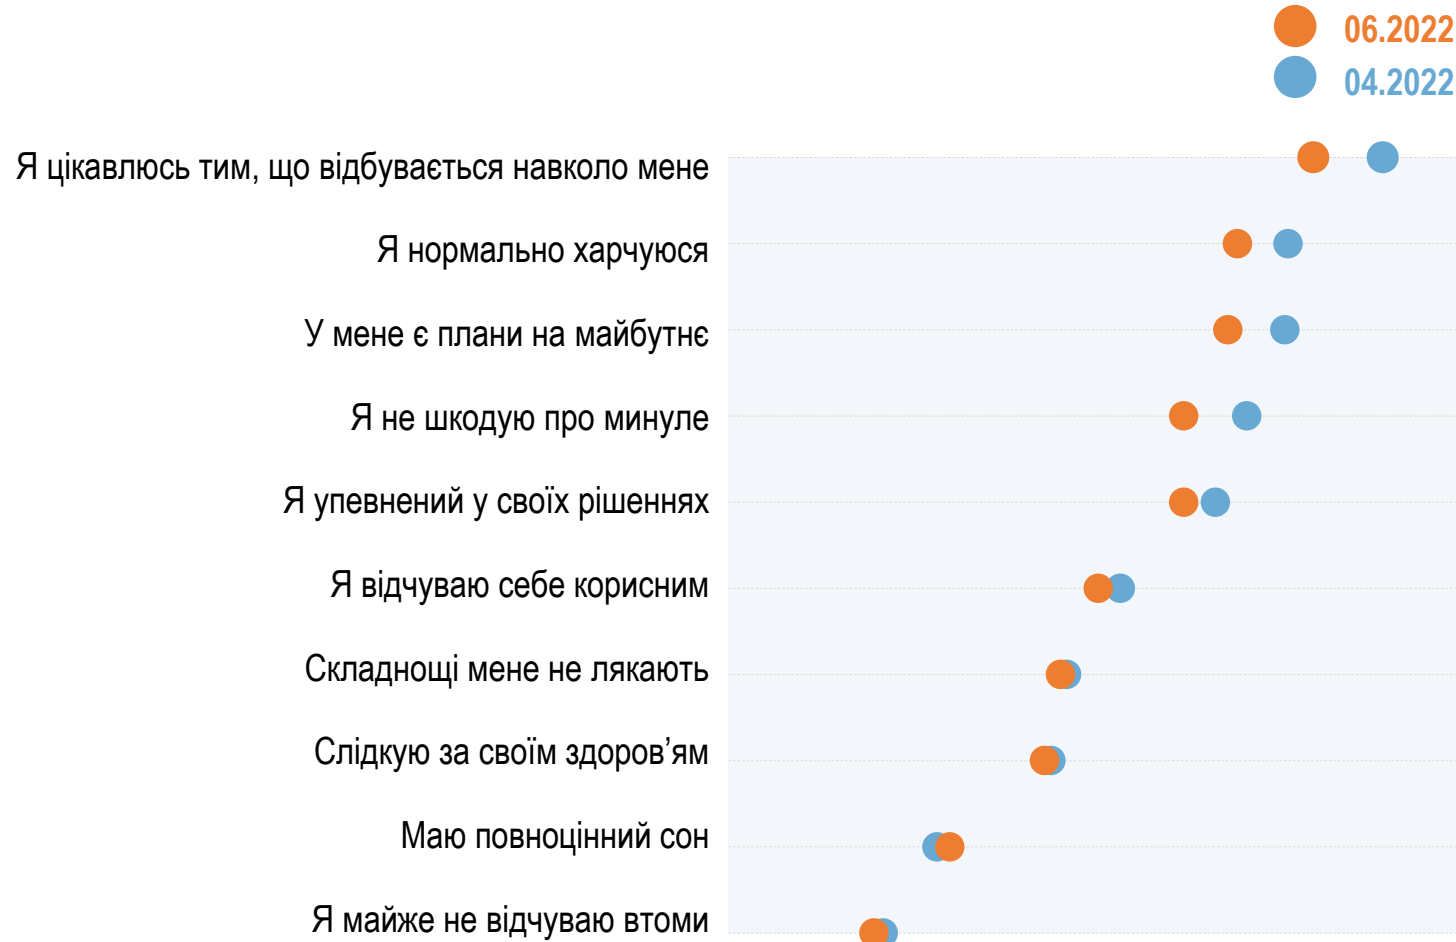 06.2022
04.2022
Я цікавлюсь тим, що відбувається навколо мене
Я нормально харчуюся
У мене є плани на майбутнє
Я не шкодую про минуле
Я упевнений у своїх рішеннях
Я відчуваю себе корисним
Складнощі мене не лякають
Слідкую за своїм здоров’ям
Маю повноцінний сон
Я майже не відчуваю втоми